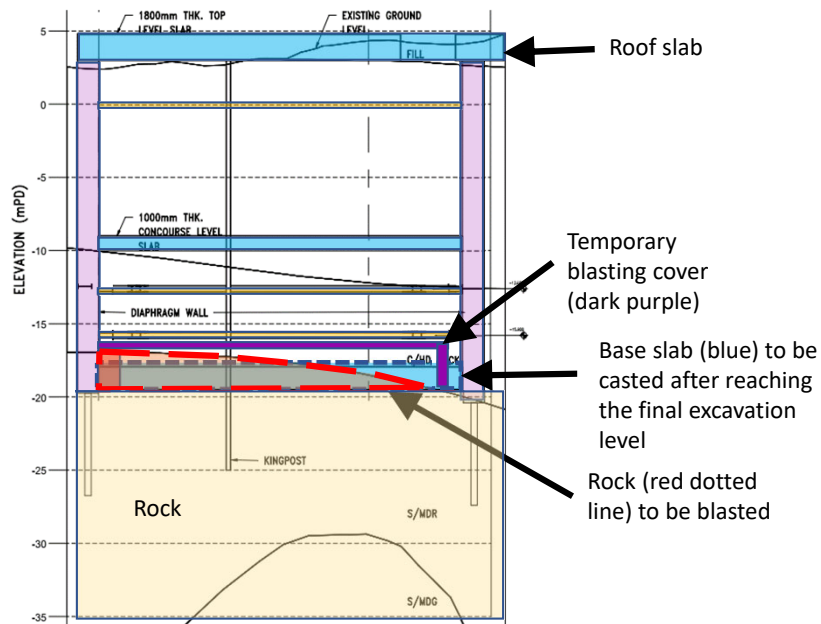 1800mm THK. TOP
LEVEL SLAB
EXISTING GROUND
LEVEL
FILL
Roof slab
5
0
-5
-10
-15
-20
-25
-30
-35
ELEVATION (mPD)
1000mm THK.
CONCOURSE LEVEL
SLAB
Temporary
blasting cover
(dark purple)
DIAPHRAGM WALL
C/HD
CK
Base slab (blue) to be
casted after reaching
the final excavation
level
KINGPOST
Rock (red dotted
line) to be blasted
Rock
S/MDR
S/MDG